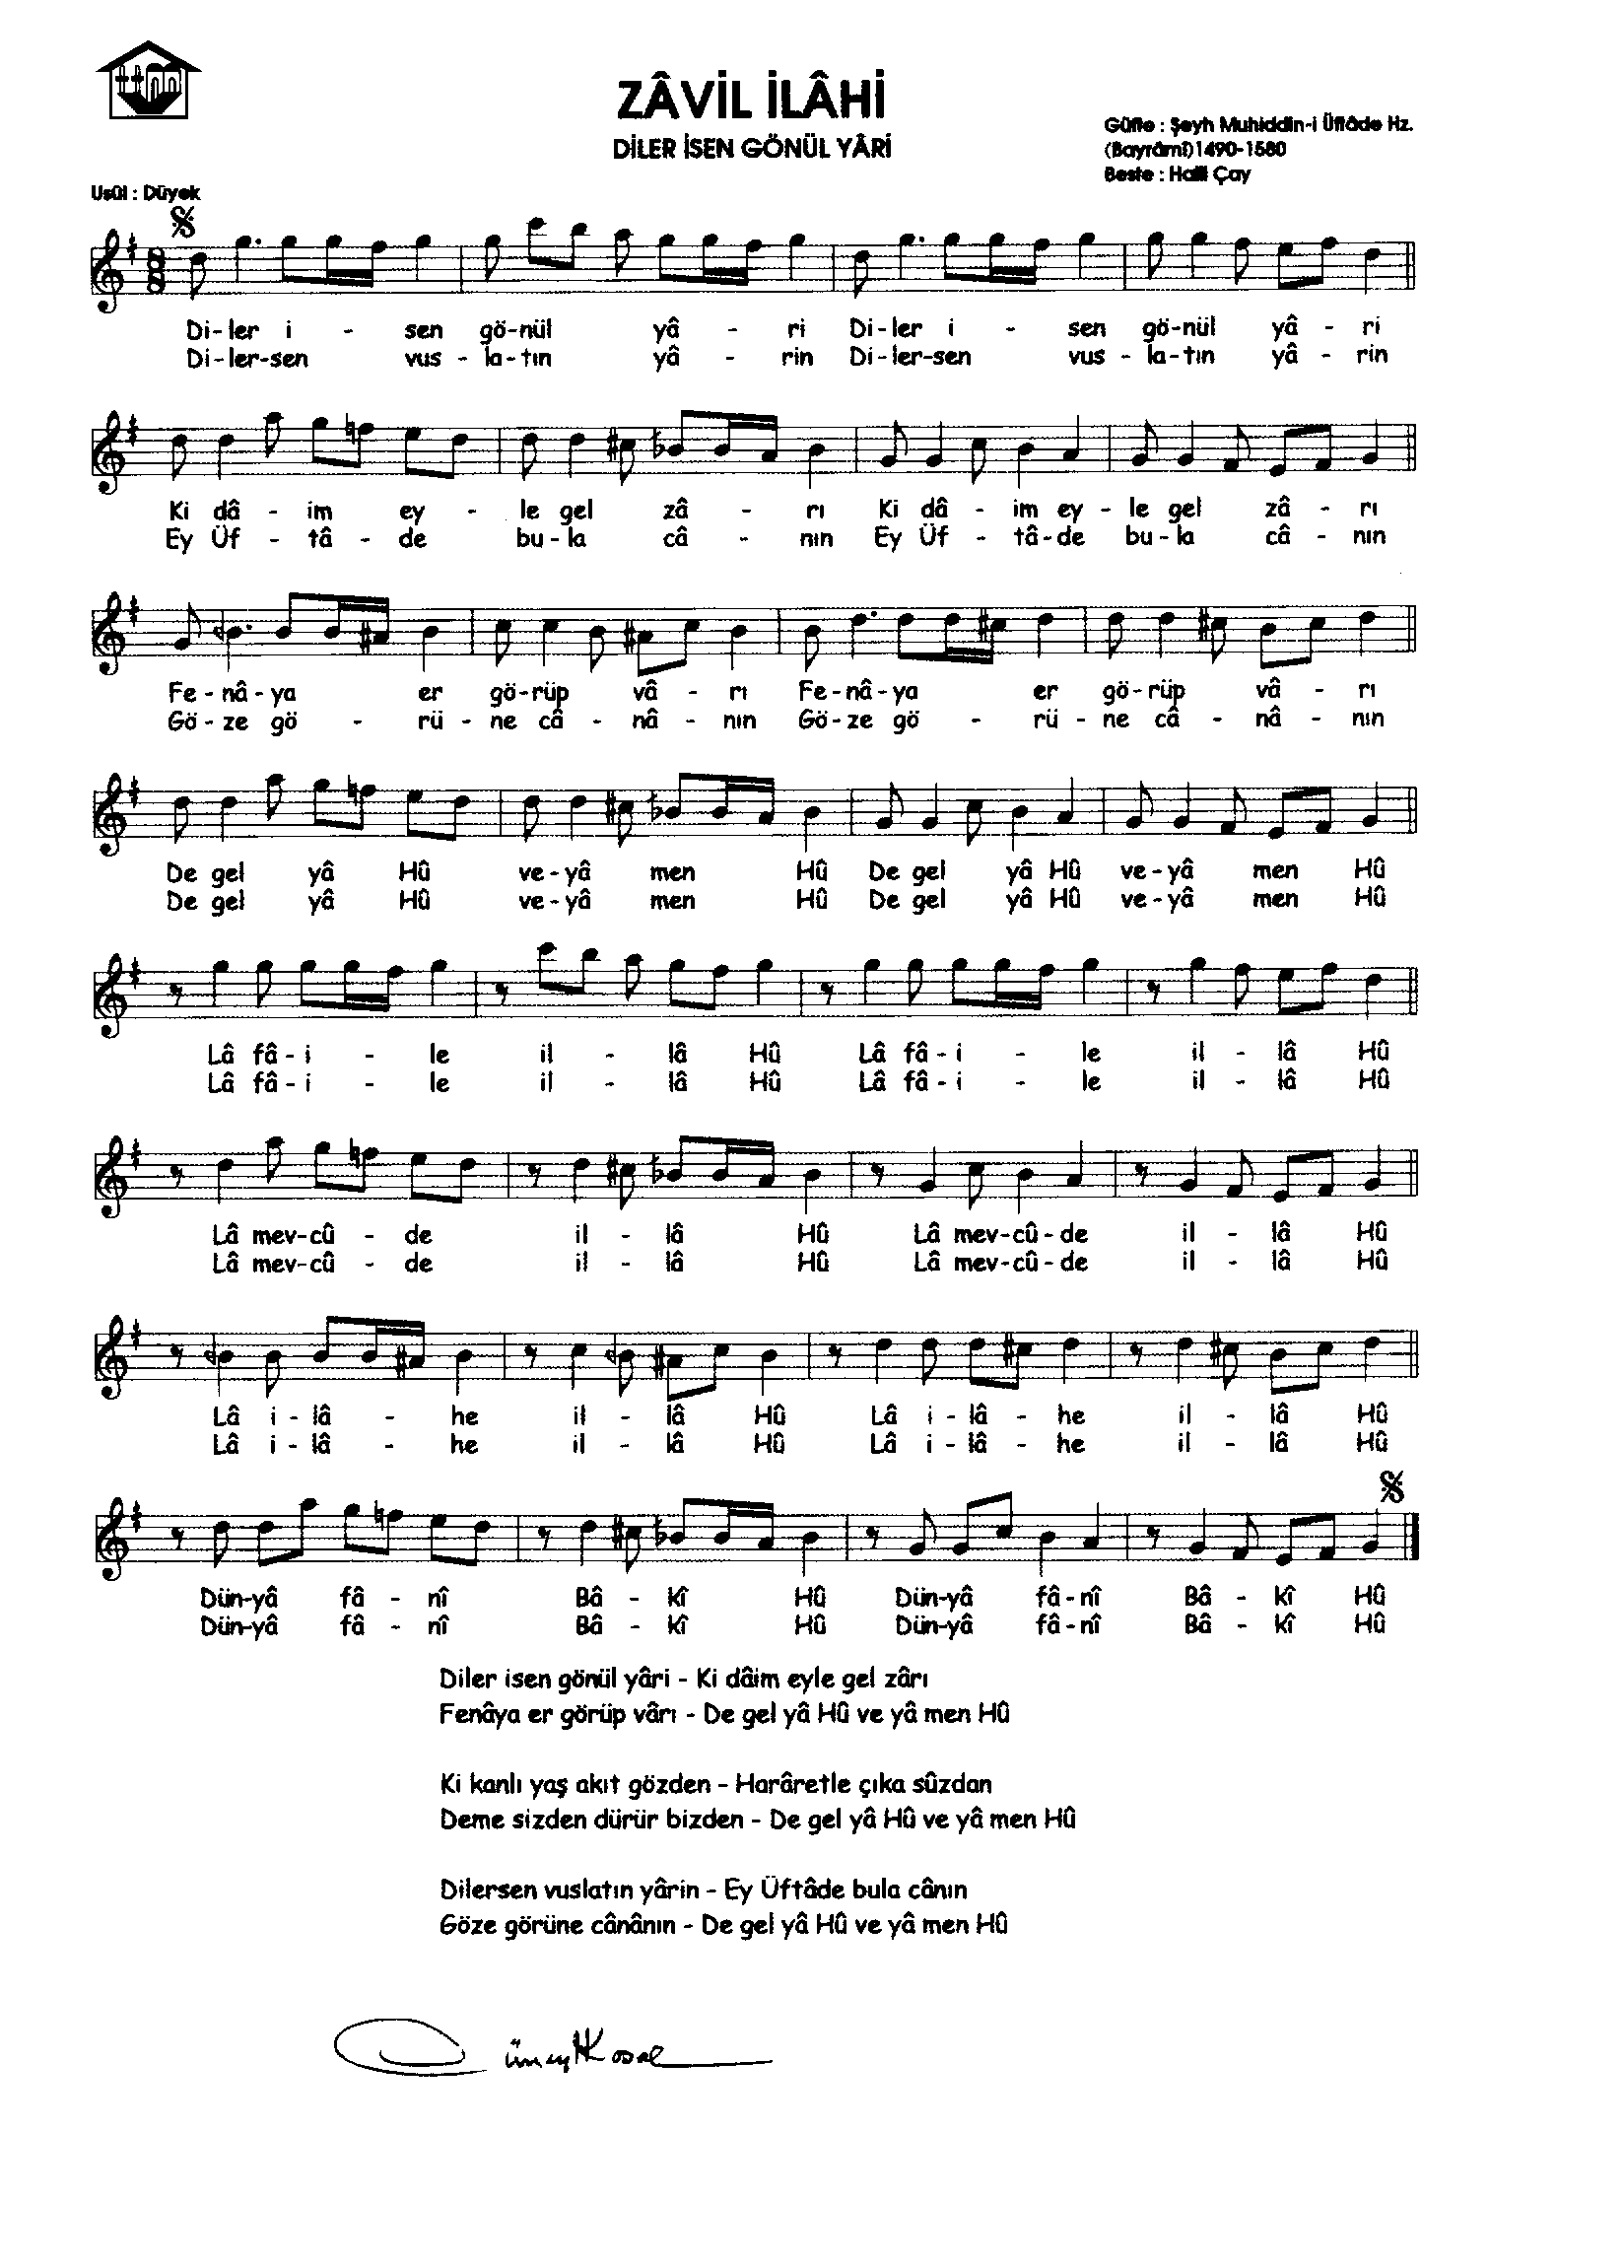 ZÂVİL İLÂHİ
DİLER İSEN GÖNÜL YÂRİ
Güfte : Şeyh Muhiddin-i Üftâde Hz.
(Bayrâmî)1490-1580
Beste : Halil Çay
Usûl : Düyek
Di-ler i - sen gö-nül yâ - ri Di-ler i - sen gö-nül yâ - ri
Di-ler-sen vus - la-tın yâ - rin Di-ler-sen vus - la-tın yâ - rin
Ki dâ - im ey - le gel zâ - rı Ki dâ - im ey - le gel zâ - rı
Ey Üf - tâ - de bu-la câ - nın Ey Üf - tâ-de bu-la câ - nın
Fe-nâ-ya er gö-rüp vâ - rı Fe-nâ-ya er gö-rüp vâ - rı
Gö-ze gö - rü - ne câ - nâ - nın Gö-ze gö - rü - ne câ - nâ - nın
De gel yâ Hû ve-yâ men Hû De gel yâ Hû ve-yâ men Hû
De gel yâ Hû ve-yâ men Hû De gel yâ Hû ve-yâ men Hû
Lâ fâ-i - le il - lâ Hû Lâ fâ-i - le il - lâ Hû
Lâ fâ-i - le il - lâ Hû Lâ fâ-i - le il - lâ Hû
Lâ mev-cû - de il - lâ Hû Lâ mev-cû-de il - lâ Hû
Lâ mev-cû - de il - lâ Hû Lâ mev-cû-de il - lâ Hû
Lâ i-lâ - he il - lâ Hû Lâ i-lâ - he il - lâ Hû
Lâ i-lâ - he il - lâ Hû Lâ i-lâ - he il - lâ Hû
Dün-yâ fâ - nî Bâ - kî Hû Dün-yâ fâ-nî Bâ - kî Hû
Dün-yâ fâ - nî Bâ - kî Hû Dün-yâ fâ-nî Bâ - kî Hû
Diler isen gönül yâri - Ki dâim eyle gel zârı
Fenâya er görüp vârı - De gel yâ Hû ve yâ men Hû
Ki kanlı yaş akıt gözden - Harâretle çıka sûzdan
Deme sizden dürür bizden - De gel yâ Hû ve yâ men Hû
Dilersen vuslatın yârin - Ey Üftâde bula cânın
Göze görüne cânânın - De gel yâ Hû ve yâ men Hû